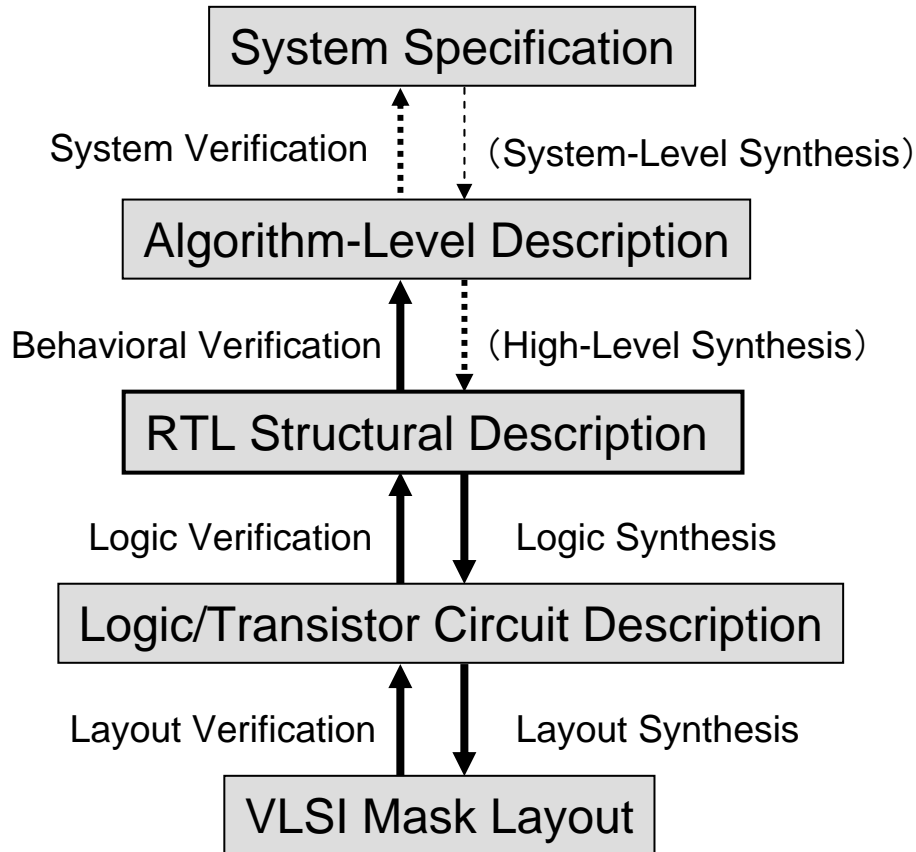 System Specification
System Verification
（System-Level Synthesis）
Algorithm-Level Description
Behavioral Verification
（High-Level Synthesis）
RTL Structural Description
Logic Verification
Logic Synthesis
Logic/Transistor Circuit Description
Layout Verification
Layout Synthesis
VLSI Mask Layout